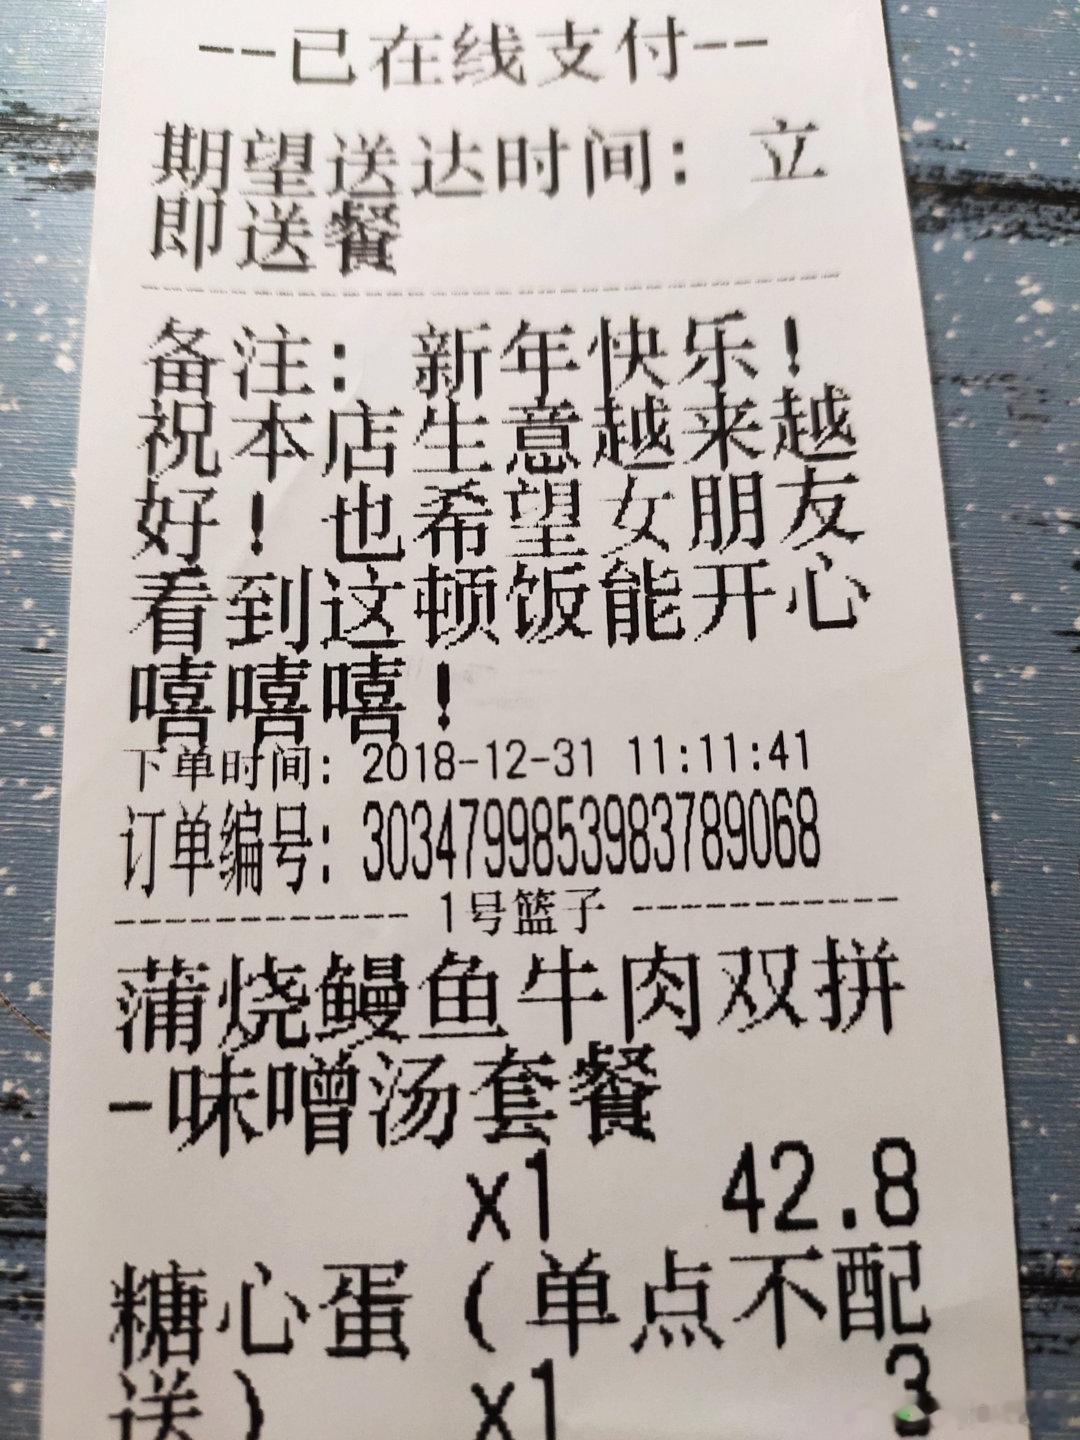 --已在线支付--
期望送达时间：立
即送餐
备注：新年快乐！
祝本店生意越来越
好！也希望女朋友
看到这顿饭能开心
嘻嘻嘻！
下单时间：2018-12-31 11:11:41
订单编号：3034799853983789068
------------ 1号篮子 ------------
蒲烧鳗鱼牛肉双拼
-味噌汤套餐
x1 42.8
糖心蛋（单点不配
送） x1 3